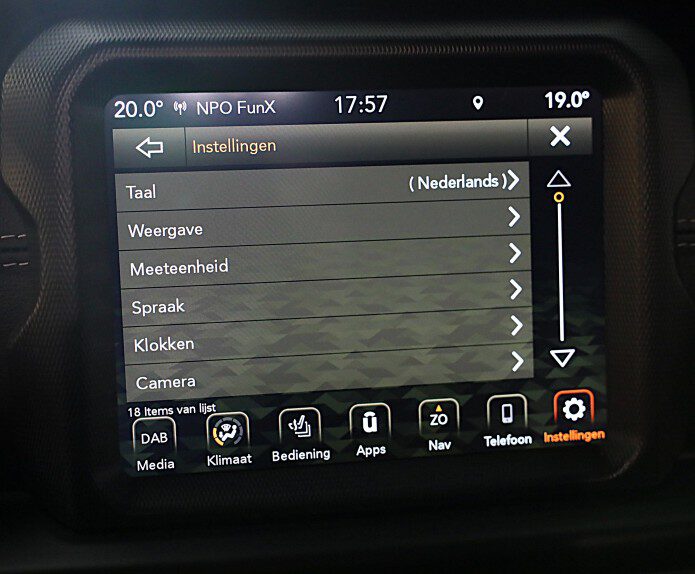 20.0° NPO FunX 17:57 19.0°
Instellingen
Taal ( Nederlands )
Weergave
Meeteenheid
Spraak
Klokken
Camera
18 Items van lijst
DAB ZO
Media Klimaat Bediening Apps Nav Telefoon Instellingen